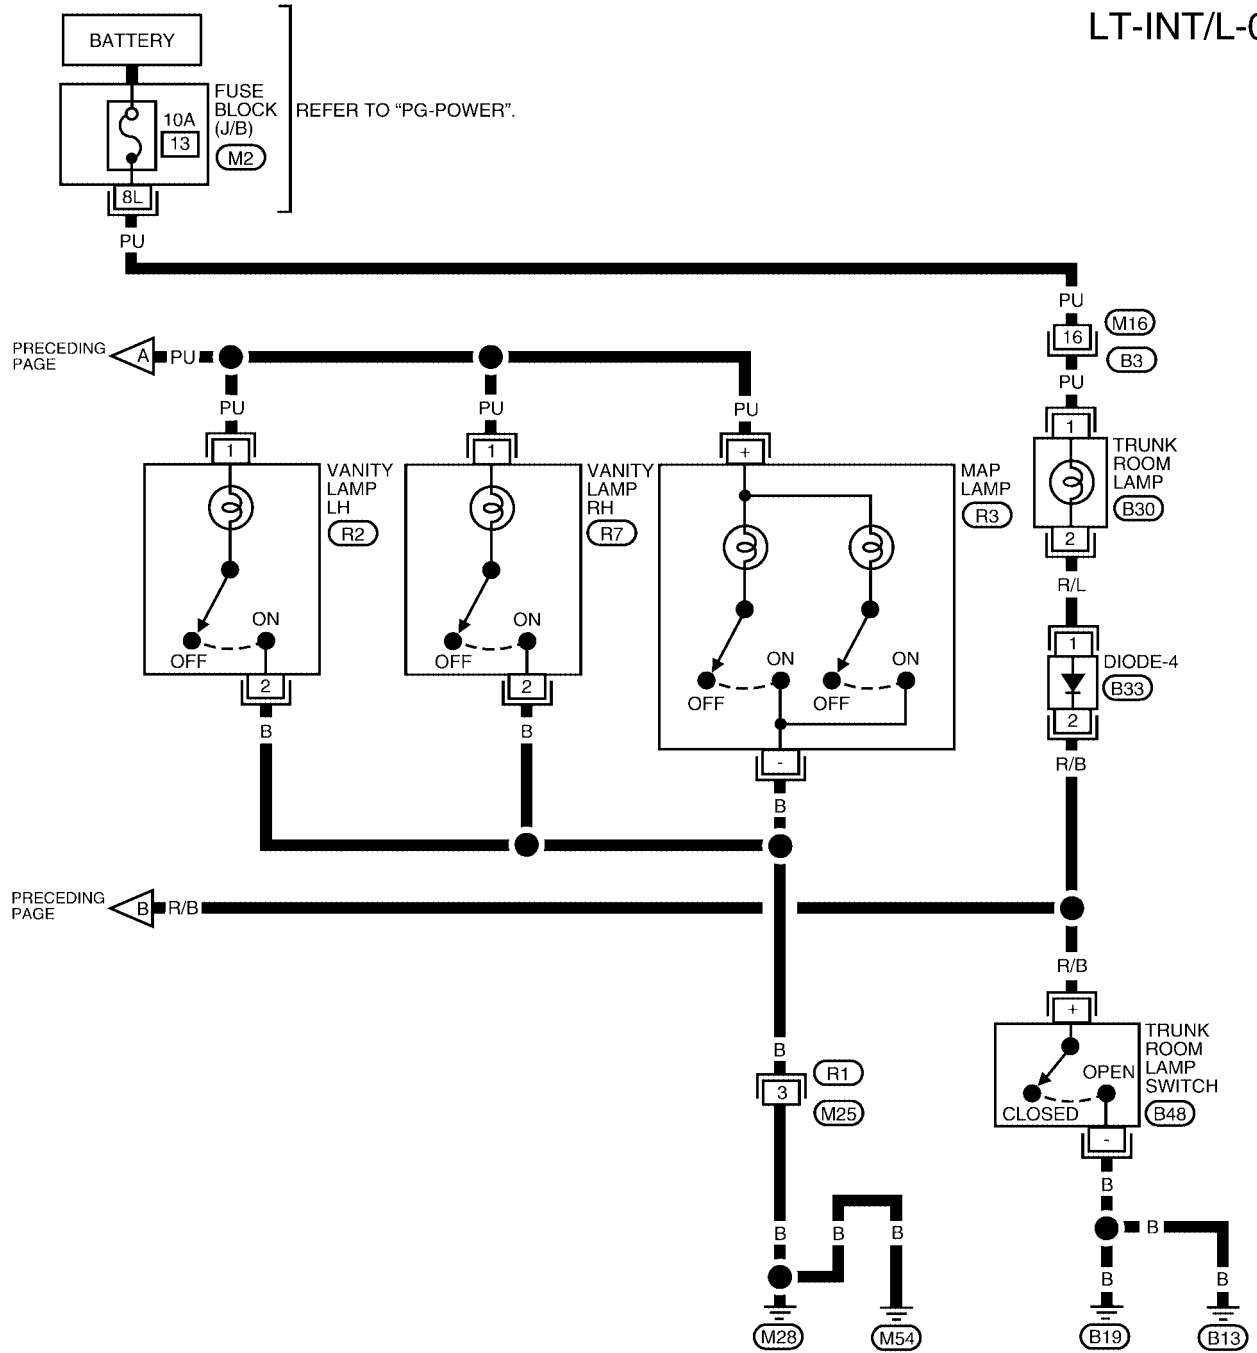 LT-INT/L-0
BATTERY
FUSE
BLOCK
(J/B)
M2
10A
13
REFER TO “PG-POWER”.
8L
PU
PU
M16
16
B3
PU
PRECEDING
PAGE
A
PU
PU
PU
PU
1
1
+
1
VANITY
LAMP
LH
R2
VANITY
LAMP
RH
R7
MAP
LAMP
R3
TRUNK
ROOM
LAMP
B30
2
R/L
ON
OFF
ON
OFF
ON
OFF
ON
OFF
1
DIODE-4
B33
2
2
2
R/B
B
B
-
B
PRECEDING
PAGE
B
R/B
R/B
+
TRUNK
ROOM
LAMP
SWITCH
B48
OPEN
CLOSED
-
B
R1
3
M25
B
B
B
B
B
B
B
M28
M54
B19
B13